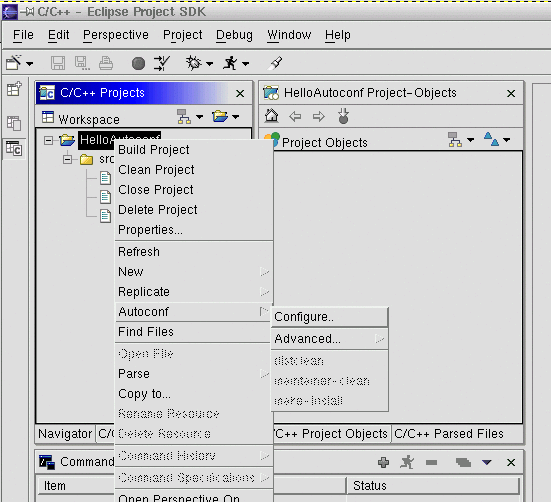 C/C++ - Eclipse Project SDK
File Edit Perspective Project Debug Window Help
C/C++ Projects
HelloAutoconf Project-Objects
Workspace
Project Objects
HelloAutoconf
src
Build Project
Clean Project
Close Project
Delete Project
Properties...
Refresh
New
Replicate
Autoconf
Configure..
Find Files
Advanced...
Open File
distclean
Parse
maintainer-clean
Copy to...
make-install
Rename Resource
Delete Resource
Navigator
C/C++ Project Objects
C/C++ Parsed Files
Command History
Command
Command Specifications
Item
Status
Open Perspective On